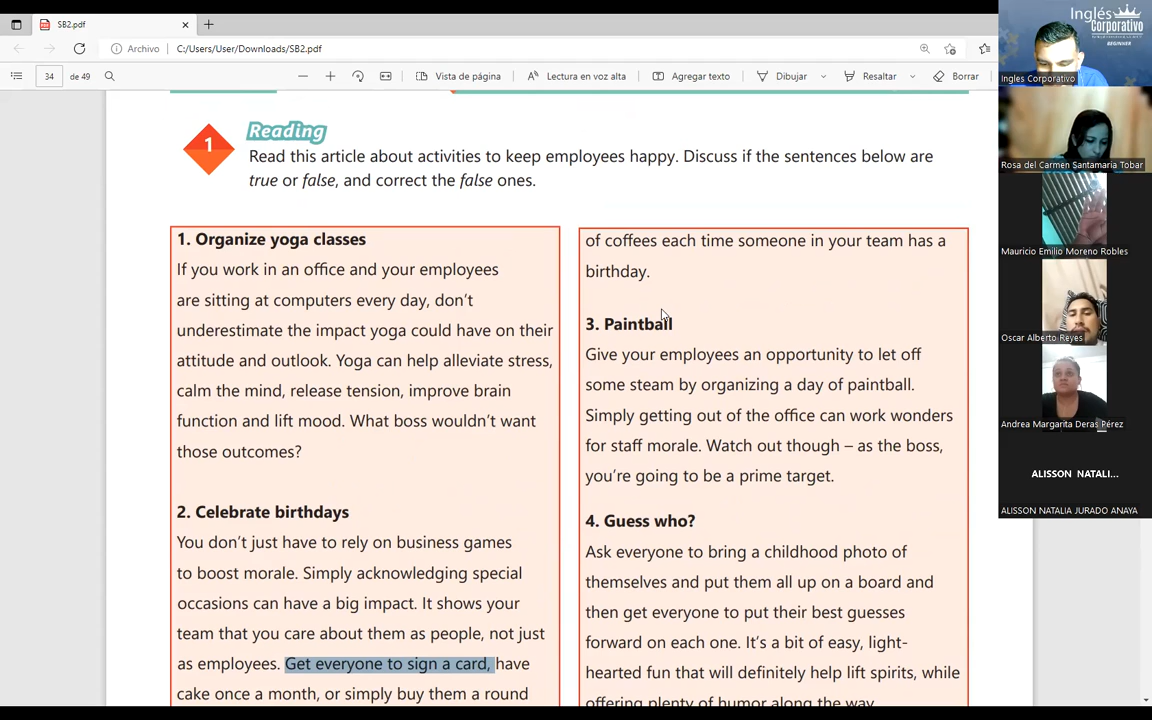 SB2.pdf
Archivo
C:/Users/User/Downloads/SB2.pdf
34
de 49
Vista de página
Lectura en voz alta
Agregar texto
Dibujar
Resaltar
Borrar
1
Reading
Read this article about activities to keep employees happy. Discuss if the sentences below are
true or false, and correct the false ones.
1. Organize yoga classes
If you work in an office and your employees
are sitting at computers every day, don't
underestimate the impact yoga could have on their
attitude and outlook. Yoga can help alleviate stress,
calm the mind, release tension, improve brain
function and lift mood. What boss wouldn't want
those outcomes?
2. Celebrate birthdays
You don't just have to rely on business games
to boost morale. Simply acknowledging special
occasions can have a big impact. It shows your
team that you care about them as people, not just
as employees. Get everyone to sign a card, have
cake once a month, or simply buy them a round
of coffees each time someone in your team has a
birthday.
3. Paintball
Give your employees an opportunity to let off
some steam by organizing a day of paintball.
Simply getting out of the office can work wonders
for staff morale. Watch out though – as the boss,
you're going to be a prime target.
4. Guess who?
Ask everyone to bring a childhood photo of
themselves and put them all up on a board and
then get everyone to put their best guesses
forward on each one. It's a bit of easy, light-
hearted fun that will definitely help lift spirits, while
offering plenty of humor along the way.
Inglés
Corporativo
BEGINNER
Ingles Corporativo
Rosa del Carmen Santamaria Tobar
Mauricio Emilio Moreno Robles
Oscar Alberto Reyes
Andrea Margarita Deras Pérez
ALISSON NATALI...
ALISSON NATALIA JURADO ANAYA